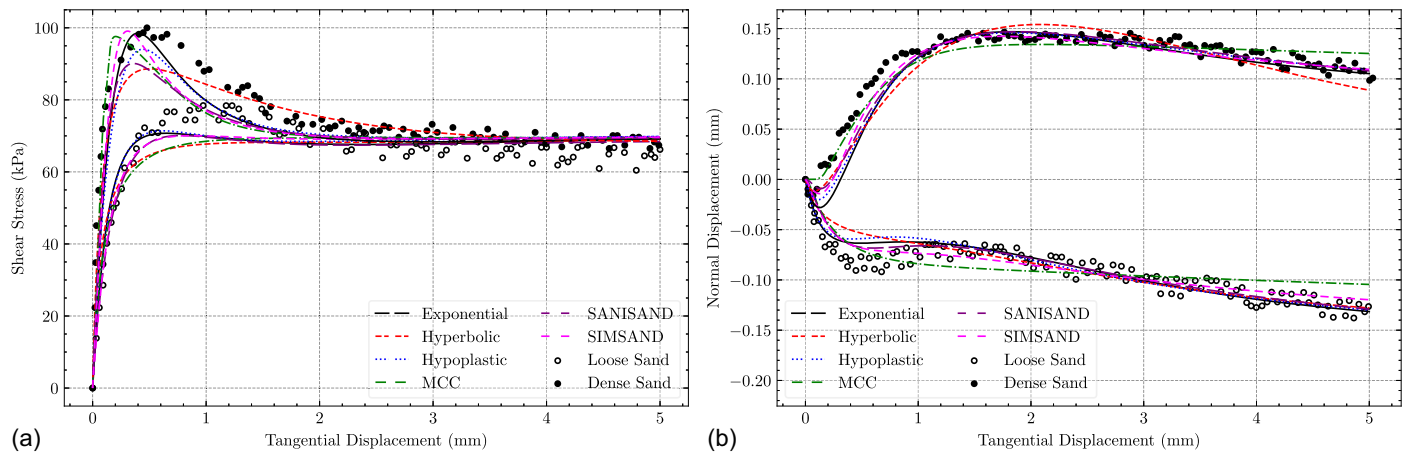 100
80
60
40
20
0
Shear Stress (kPa)
Exponential
Hyperbolic
Hypoplastic
MCC
SANISAND
SIMSAND
Loose Sand
Dense Sand
0 1 2 3 4 5
Tangential Displacement (mm)
(a)
0.15
0.10
0.05
0.00
−0.05
−0.10
−0.15
−0.20
Normal Displacement (mm)
Exponential
Hyperbolic
Hypoplastic
MCC
SANISAND
SIMSAND
Loose Sand
Dense Sand
0 1 2 3 4 5
Tangential Displacement (mm)
(b)